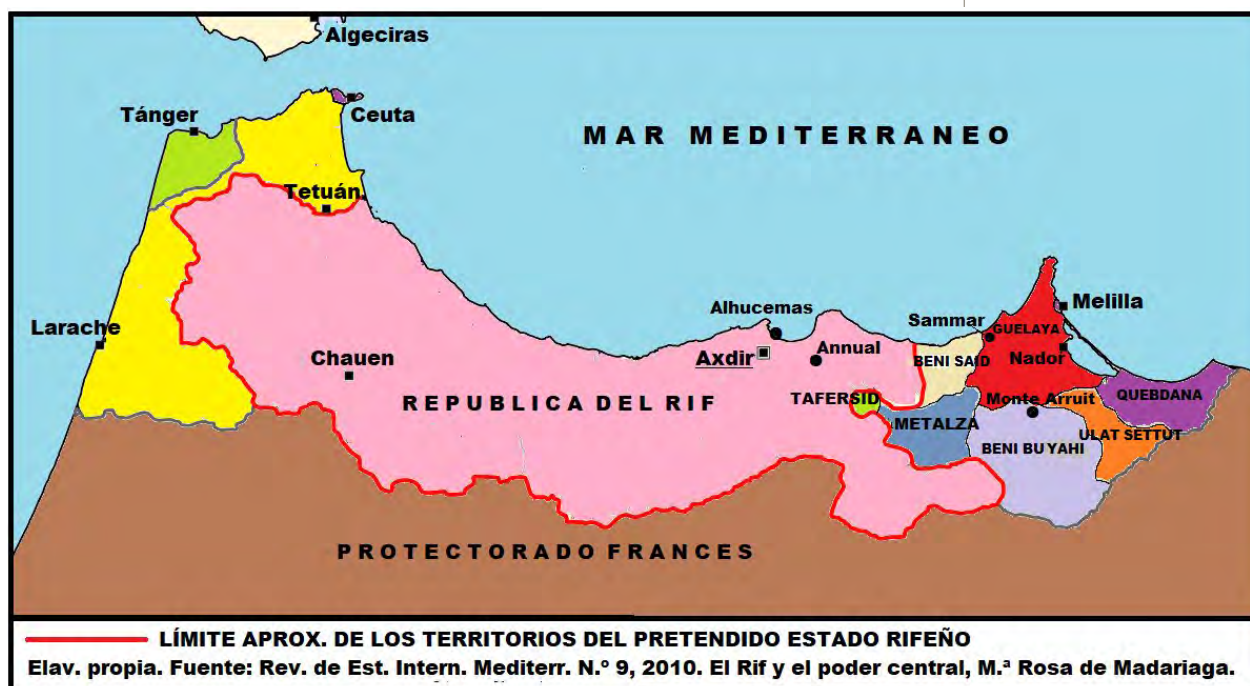 Algeciras
Tánger
Ceuta
MAR MEDITERRANEO
Tetuán
Larache
Chauen
Alhucemas
Axdir
Annual
Sammar
Melilla
GUELAYA
BENI SAID
Nador
REPUBLICA DEL RIF
TAFERSID
METALZA
Monte Arruit
QUEBDANA
ULAT SETTUT
BENI BU YAHI
PROTECTORADO FRANCES
LÍMITE APROX. DE LOS TERRITORIOS DEL PRETENDIDO ESTADO RIFEÑO
Elav. propia. Fuente: Rev. de Est. Intern. Mediterr. N.º 9, 2010. El Rif y el poder central, M.ª Rosa de Madariaga.